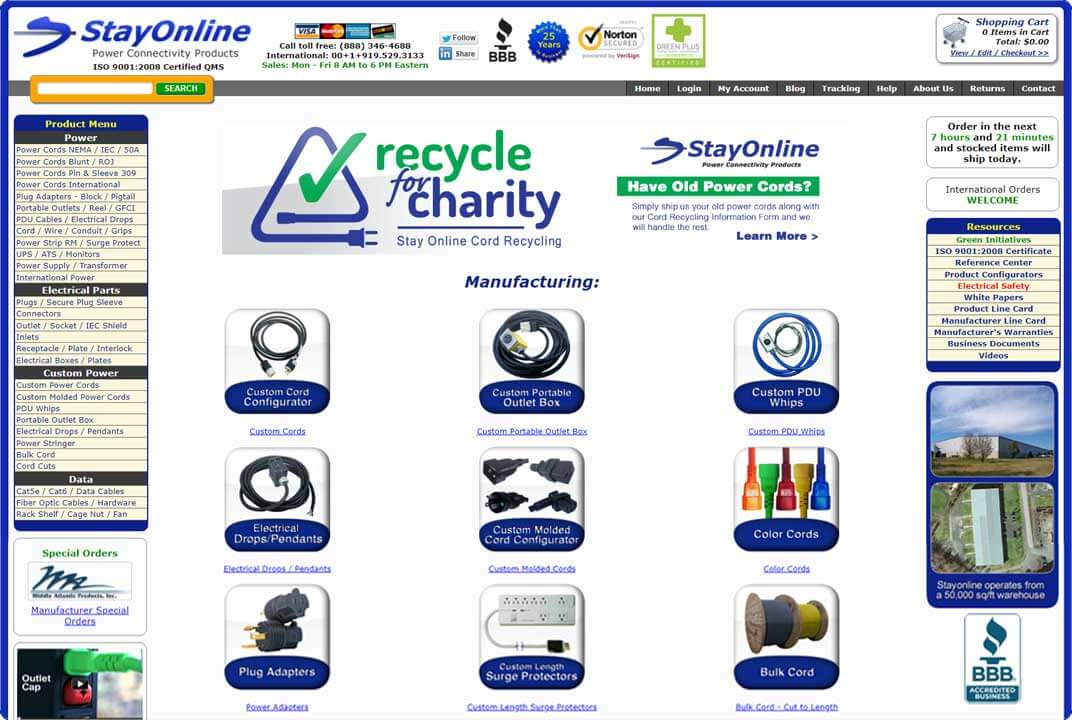 StayOnline
Power Connectivity Products
ISO 9001:2008 Certified QMS
VISA MasterCard
Call toll free: (888) 346-4688
International: 00+1+919.529.3133
Sales: Mon - Fri 8 AM to 6 PM Eastern
Follow
Share
BBB
25
Years
Norton
SECURED
powered by VeriSign
GREEN PLUS
CERTIFIED
Shopping Cart
0 Items in Cart
Total: $0.00
View / Edit / Checkout >>
SEARCH
Home Login My Account Blog Tracking Help About Us Returns Contact
Product Menu
Power
Power Cords NEMA / IEC / 50A
Power Cords Blunt / ROJ
Power Cords Pin & Sleeve 309
Power Cords International
Plug Adapters - Block / Pigtail
Portable Outlets / Reel / GFCI
PDU Cables / Electrical Drops
Cord / Wire / Conduit / Grips
Power Strip RM / Surge Protect
UPS / ATS / Monitors
Power Supply / Transformer
International Power
Electrical Parts
Plugs / Secure Plug Sleeve
Connectors
Outlet / Socket / IEC Shield
Inlets
Receptacle / Plate / Interlock
Electrical Boxes / Plates
Custom Power
Custom Power Cords
Custom Molded Power Cords
PDU Whips
Portable Outlet Box
Electrical Drops / Pendants
Power Stringer
Bulk Cord
Cord Cuts
Data
Cat5e / Cat6 / Data Cables
Fiber Optic Cables / Hardware
Rack Shelf / Cage Nut / Fan
Special Orders
Middle Atlantic Products, Inc.
Manufacturer Special
Orders
Outlet
Cap
recycle
for
charity
Stay Online Cord Recycling
StayOnline
Power Connectivity Products
Have Old Power Cords?
Simply ship us your old power cords along with
our Cord Recycling Information Form and we
will handle the rest.
Learn More >
Manufacturing:
Custom Cord
Configurator
Custom Cords
Custom Portable
Outlet Box
Custom Portable Outlet Box
Custom PDU
Whips
Custom PDU Whips
Electrical
Drops/Pendants
Electrical Drops / Pendants
Custom Molded
Cord Configurator
Custom Molded Cords
Color Cords
Color Cords
Plug Adapters
Power Adapters
Custom Length
Surge Protectors
Custom Length Surge Protectors
Bulk Cord
Bulk Cord - Cut to Length
Order in the next
7 hours and 21 minutes
and stocked items will
ship today.
International Orders
WELCOME
Resources
Green Initiatives
ISO 9001:2008 Certificate
Reference Center
Product Configurators
Electrical Safety
White Papers
Product Line Card
Manufacturer Line Card
Manufacturer's Warranties
Business Documents
Videos
Stayonline operates from
a 50,000 sq/ft warehouse
BBB
ACCREDITED
BUSINESS